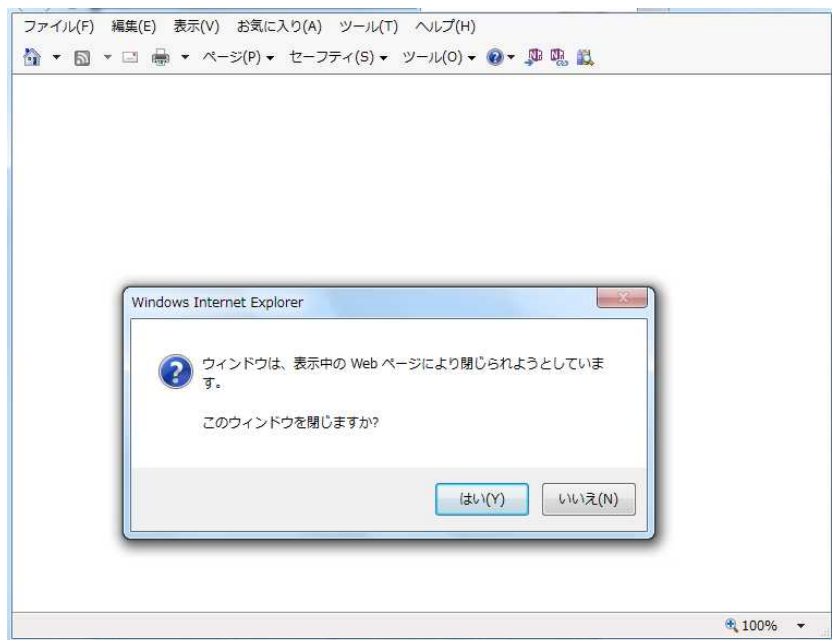 ファイル(F) 編集(E) 表示(V) お気に入り(A) ツール(T) ヘルプ(H)
ページ(P) セーフティ(S) ツール(O)
Windows Internet Explorer
ウィンドウは、表示中の Web ページにより閉じられようとしていま
す。
このウィンドウを閉じますか?
はい(Y) いいえ(N)
100%